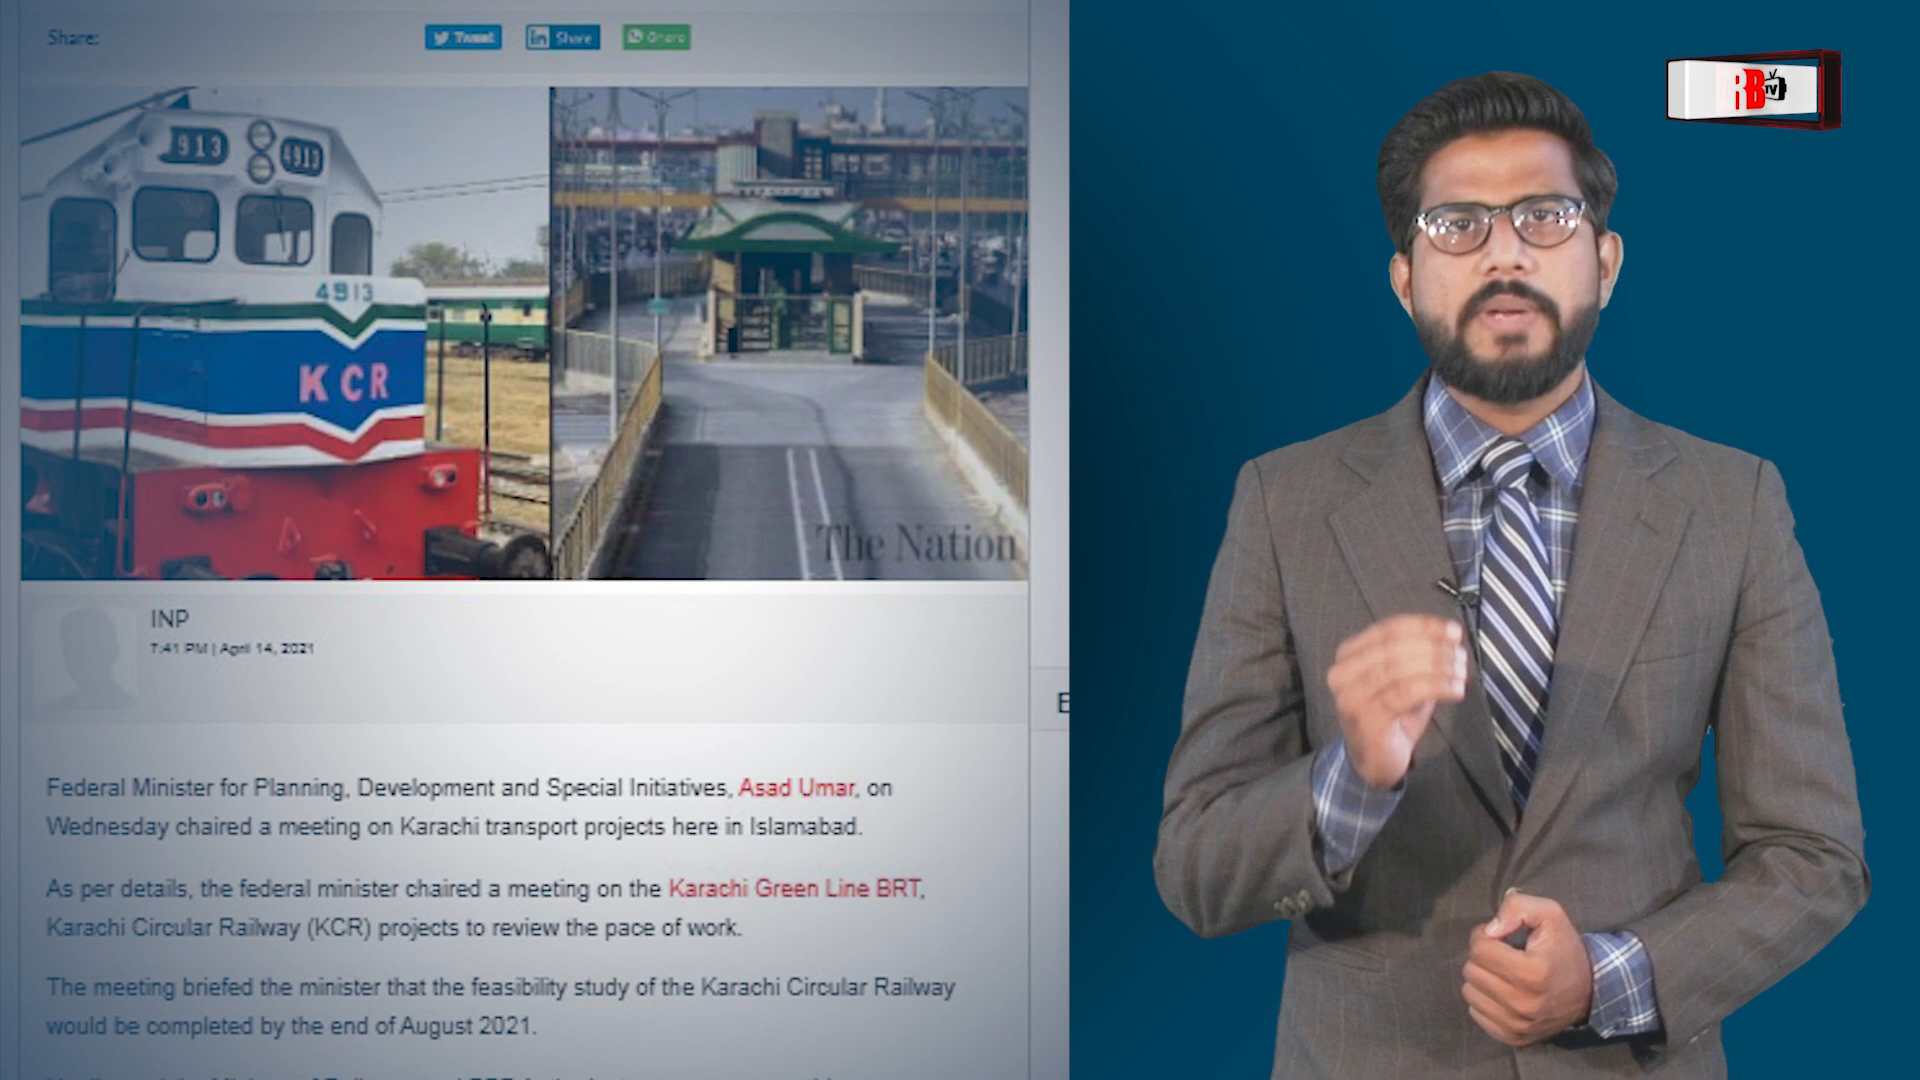 Share:
Tweet
in Share
Share
RB TV
913
4913
4913
KCR
The Nation
INP
7:41 PM | April 14, 2021
E
Federal Minister for Planning, Development and Special Initiatives, Asad Umar, on
Wednesday chaired a meeting on Karachi transport projects here in Islamabad.
As per details, the federal minister chaired a meeting on the Karachi Green Line BRT,
Karachi Circular Railway (KCR) projects to review the pace of work.
The meeting briefed the minister that the feasibility study of the Karachi Circular Railway
would be completed by the end of August 2021.